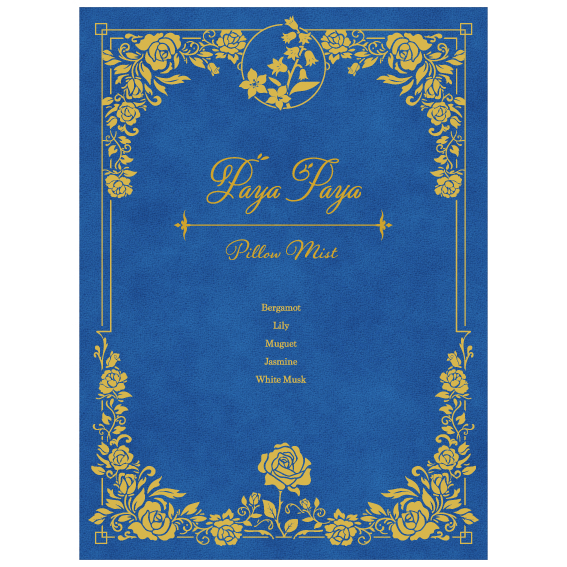 Paya Paya
Pillow Mist
Bergamot
Lily
Muguet
Jasmine
White Musk